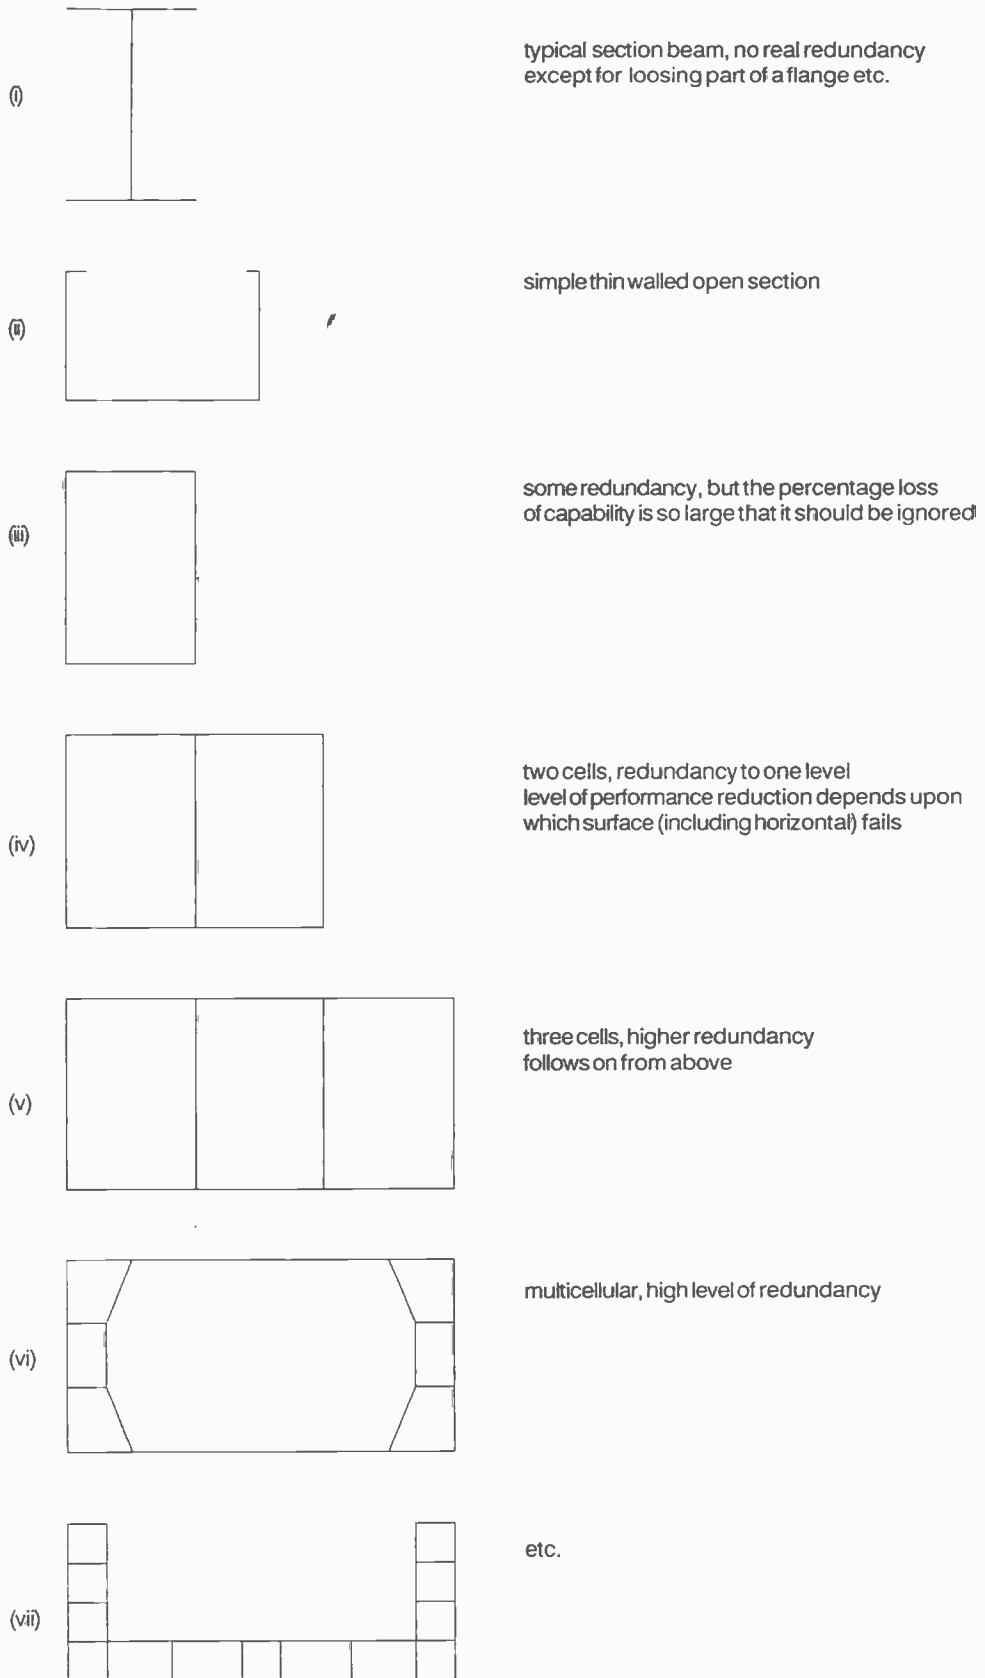 (i)
typical section beam, no real redundancy
except for loosing part of a flange etc.
(ii)
simple thin walled open section
(iii)
some redundancy, but the percentage loss
of capability is so large that it should be ignored
(iv)
two cells, redundancy to one level
level of performance reduction depends upon
which surface (including horizontal) fails
(v)
three cells, higher redundancy
follows on from above
(vi)
multicellular, high level of redundancy
(vii)
etc.